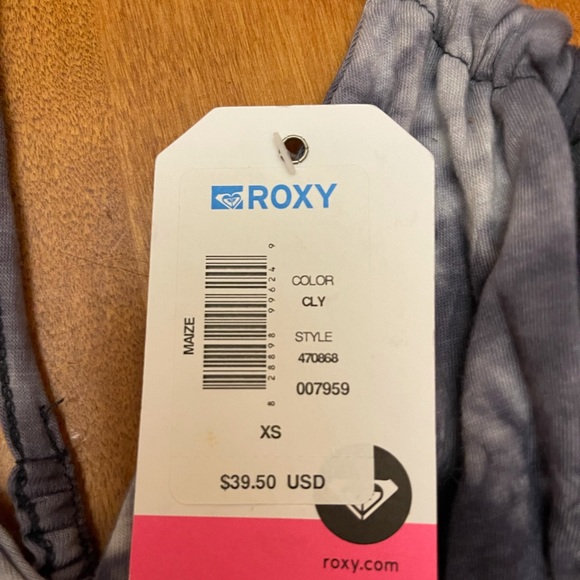 ROXY
MAIZE
8 28898 99624 9
COLOR
CLY
STYLE
470868
007959
XS
$39.50 USD
roxy.com